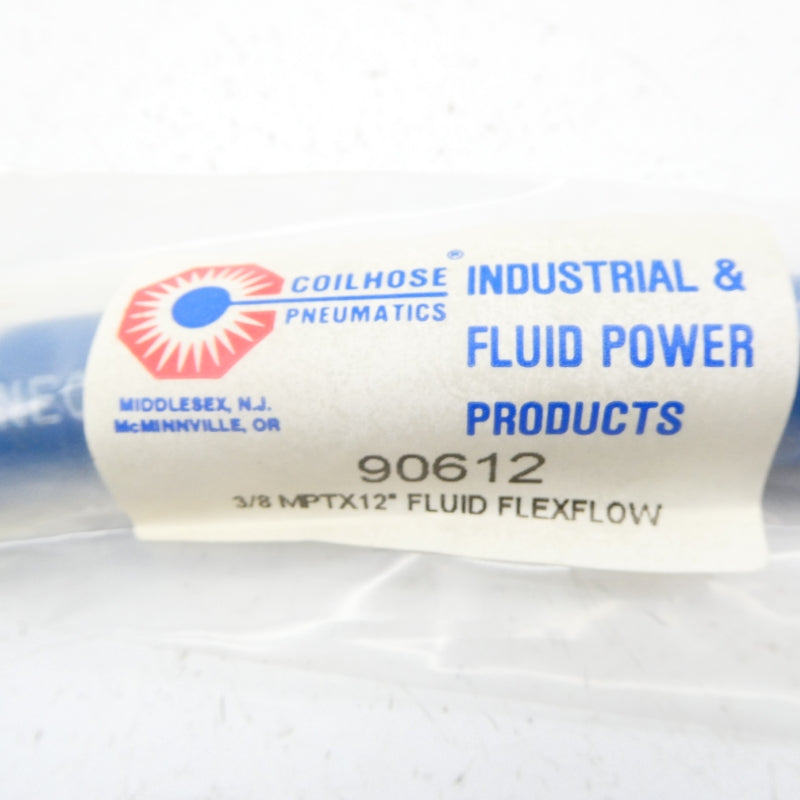 COILHOSE®
PNEUMATICS
MIDDLESEX, N.J.
McMINNVILLE, OR
INDUSTRIAL &
FLUID POWER
PRODUCTS
90612
3/8 MPTX12" FLUID FLEXFLOW